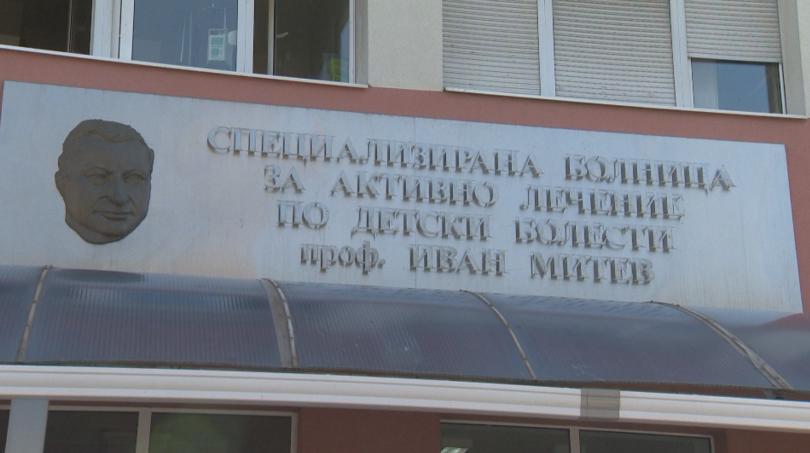 СПЕЦИАЛИЗИРАНА БОЛНИЦА
ЗА АКТИВНО ЛЕЧЕНИЕ
ПО ДЕТСКИ БОЛЕСТИ
проф. ИВАН МИТЕВ